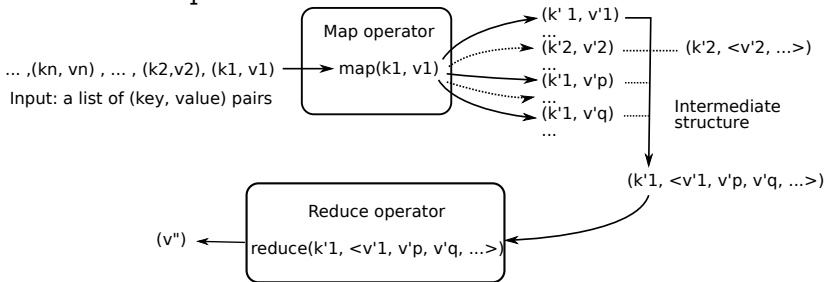 Map operator
map(k1, v1)
... ,(kn, vn) , ... , (k2,v2), (k1, v1)
Input: a list of (key, value) pairs
(k' 1, v'1)
...
(k'2, v'2)
...
(k'1, v'p)
...
(k'1, v'q)
...
(k'2, <v'2, ...>)
Intermediate
structure
(k'1, <v'1, v'p, v'q, ...>)
Reduce operator
reduce(k'1, <v'1, v'p, v'q, ...>)
(v")